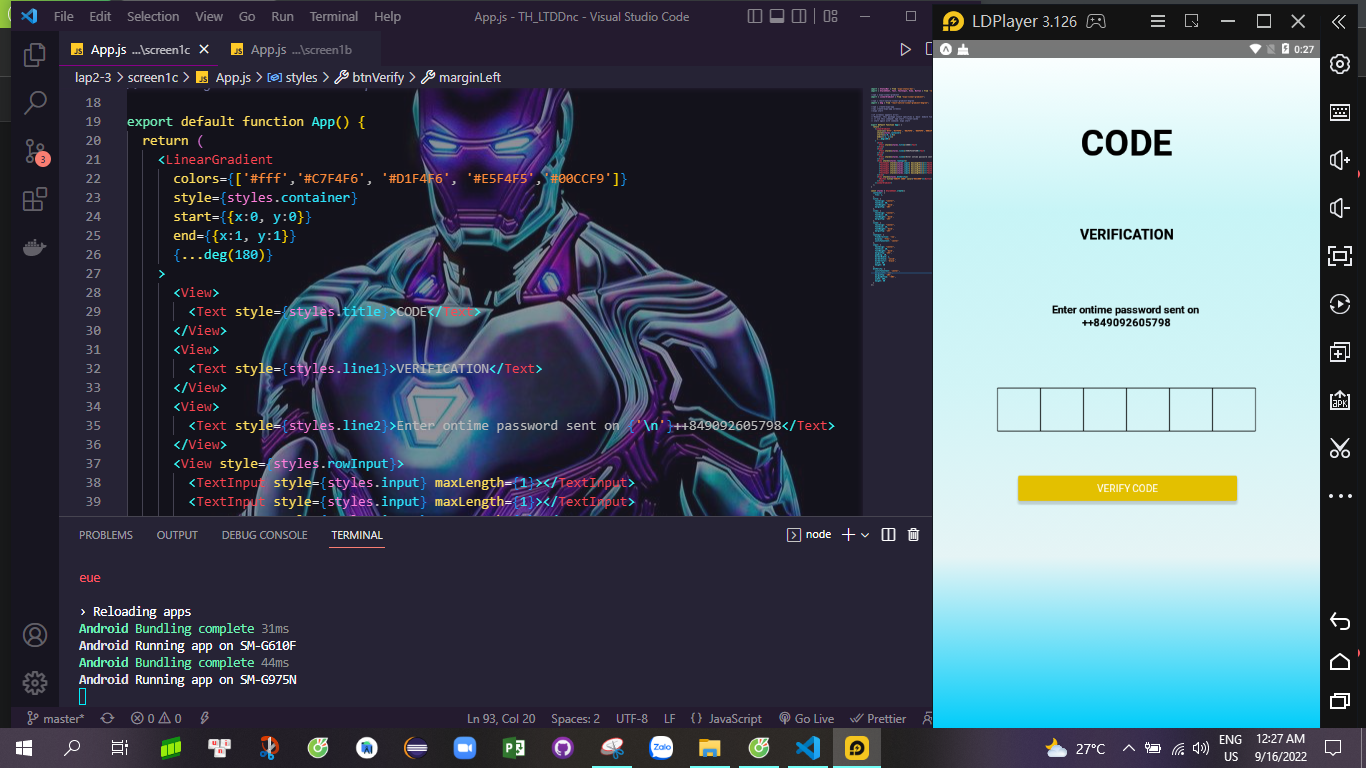 File Edit Selection View Go Run Terminal Help App.js - TH_LTDDnc - Visual Studio Code
JS App.js ...\screen1c JS App.js ...\screen1b
lap2-3 > screen1c > JS App.js > styles > btnVerify > marginLeft
18
19 export default function App() {
20 return (
21 <LinearGradient
22 colors={['#fff','#C7F4F6', '#D1F4F6', '#E5F4F5','#00CCF9']}
23 style={styles.container}
24 start={{x:0, y:0}}
25 end={{x:1, y:1}}
26 {...deg(180)}
27 >
28 <View>
29 <Text style={styles.title}>CODE</Text>
30 </View>
31 <View>
32 <Text style={styles.line1}>VERIFICATION</Text>
33 </View>
34 <View>
35 <Text style={styles.line2}>Enter ontime password sent on {'\n'}++849092605798</Text>
36 </View>
37 <View style={styles.rowInput}>
38 <TextInput style={styles.input} maxLength={1}></TextInput>
39 <TextInput style={styles.input} maxLength={1}></TextInput>
3
PROBLEMS OUTPUT DEBUG CONSOLE TERMINAL node
eue
› Reloading apps
Android Bundling complete 31ms
Android Running app on SM-G610F
Android Bundling complete 44ms
Android Running app on SM-G975N
master* 0 0 Ln 93, Col 20 Spaces: 2 UTF-8 LF {} JavaScript Go Live Prettier
LDPlayer 3.126
0:27
CODE
VERIFICATION
Enter ontime password sent on
++849092605798
VERIFY CODE
APK
Zalo
27°C
ENG
US
12:27 AM
9/16/2022